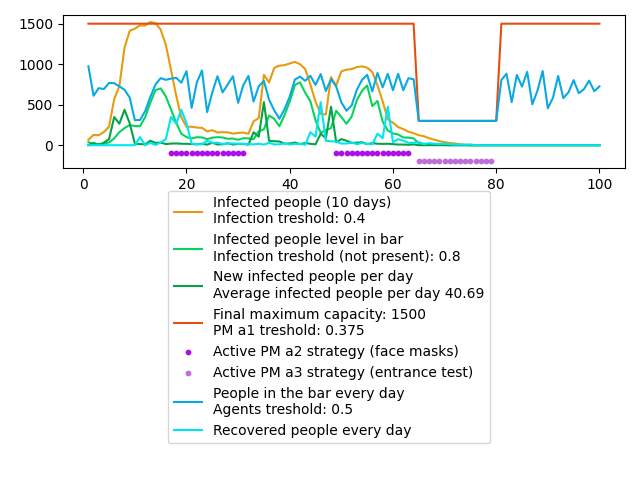 1500
1000
500
0
0
20
40
60
80
100
Infected people (10 days)
Infection treshold: 0.4
Infected people level in bar
Infection treshold (not present): 0.8
New infected people per day
Average infected people per day 40.69
Final maximum capacity: 1500
PM a1 treshold: 0.375
Active PM a2 strategy (face masks)
Active PM a3 strategy (entrance test)
People in the bar every day
Agents treshold: 0.5
Recovered people every day